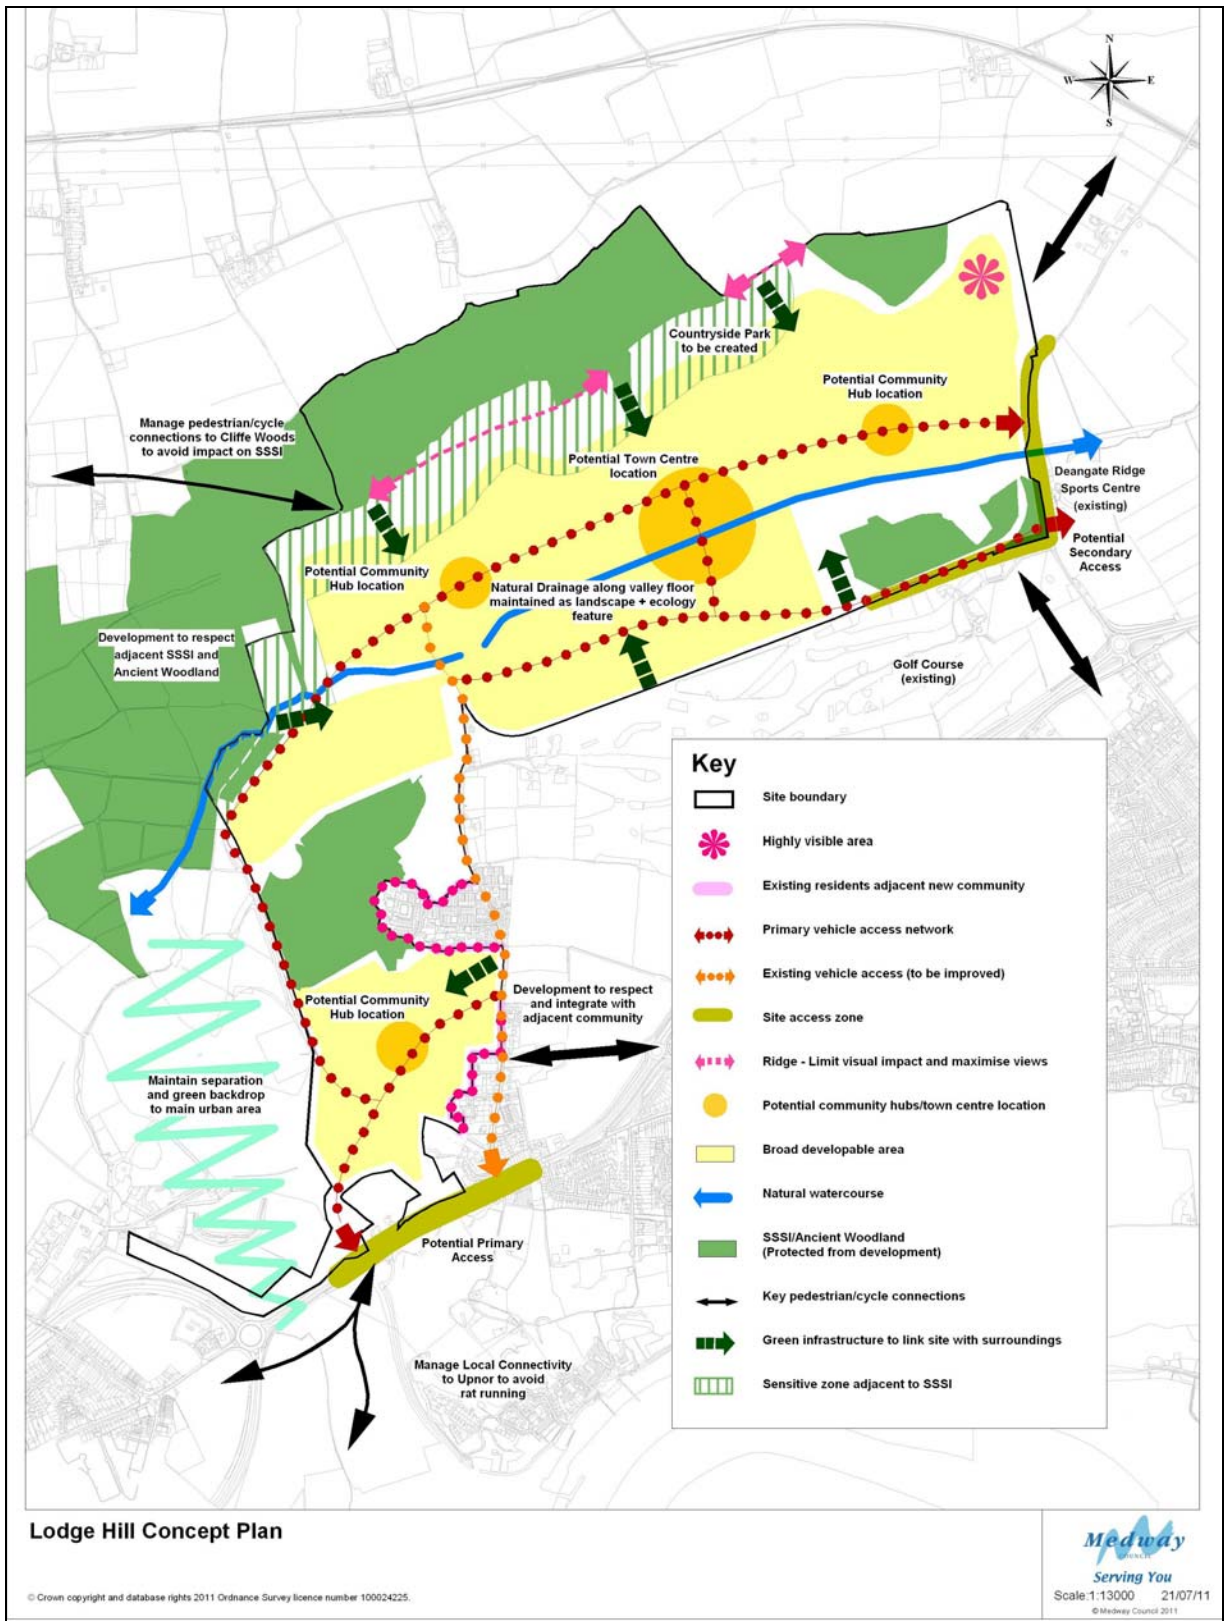 N
W
E
S
Countryside Park
to be created
Potential Community
Hub location
Manage pedestrian/cycle
connections to Cliffe Woods
to avoid impact on SSSI
Potential Town Centre
location
Deangate Ridge
Sports Centre
(existing)
Potential
Secondary
Access
Potential Community
Hub location
Natural Drainage along valley floor
maintained as landscape + ecology
feature
Development to respect
adjacent SSSI and
Ancient Woodland
Golf Course
(existing)
Key
Site boundary
Highly visible area
Existing residents adjacent new community
Primary vehicle access network
Existing vehicle access (to be improved)
Site access zone
Ridge - Limit visual impact and maximise views
Potential community hubs/town centre location
Broad developable area
Natural watercourse
SSSI/Ancient Woodland
(Protected from development)
Key pedestrian/cycle connections
Green infrastructure to link site with surroundings
Sensitive zone adjacent to SSSI
Potential Community
Hub location
Development to respect
and integrate with
adjacent community
Maintain separation
and green backdrop
to main urban area
Potential Primary
Access
Manage Local Connectivity
to Upnor to avoid
rat running
Lodge Hill Concept Plan
© Crown copyright and database rights 2011 Ordnance Survey licence number 100024225.
Medway
COUNCIL
Serving You
Scale:1:13000 21/07/11
© Medway Council 2011